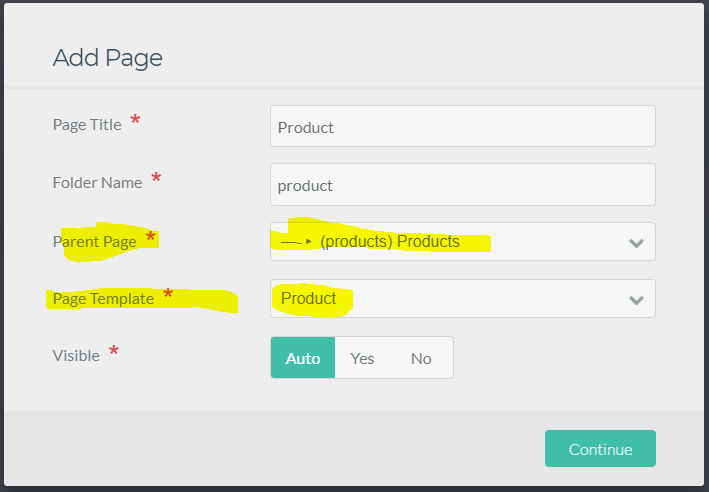 Add Page
Page Title *
Product
Folder Name *
product
Parent Page *
—-▸ (products) Products
Page Template *
Product
Visible *
Auto Yes No
Continue